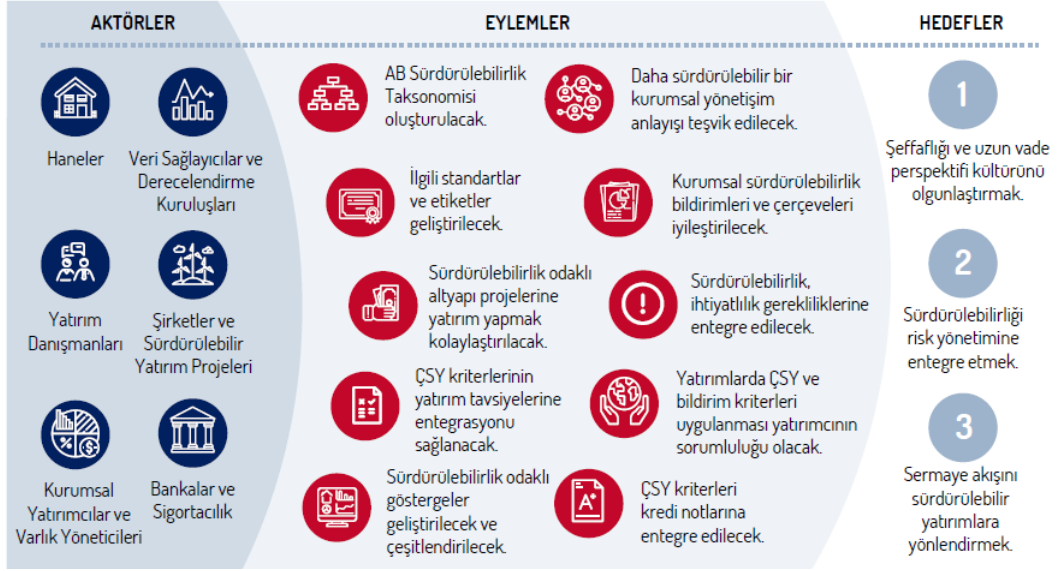 AKTÖRLER
Haneler
Veri Sağlayıcılar ve
Derecelendirme
Kuruluşları
Yatırım
Danışmanları
Şirketler ve
Sürdürülebilir
Yatırım Projeleri
Kurumsal
Yatırımcılar ve
Varlık Yöneticileri
Bankalar ve
Sigortacılık
EYLEMLER
AB Sürdürülebilirlik
Taksonomisi
oluşturulacak.
Daha sürdürülebilir bir
kurumsal yönetişim
anlayışı teşvik edilecek.
İlgili standartlar
ve etiketler
geliştirilecek.
Kurumsal sürdürülebilirlik
bildirimleri ve çerçeveleri
iyileştirilecek.
Sürdürülebilirlik odaklı
altyapı projelerine
yatırım yapmak
kolaylaştırılacak.
Sürdürülebilirlik,
ihtiyatlılık gerekliliklerine
entegre edilecek.
ÇSY kriterlerinin
yatırım tavsiyelerine
entegrasyonu
sağlanacak.
Yatırımlarda ÇSY ve
bildirim kriterleri
uygulanması yatırımcının
sorumluluğu olacak.
Sürdürülebilirlik odaklı
göstergeler
geliştirilecek ve
çeşitlendirilecek.
A+
ÇSY kriterleri
kredi notlarına
entegre edilecek.
HEDEFLER
1
Şeffaflığı ve uzun vade
perspektifi kültürünü
olgunlaştırmak.
2
Sürdürülebilirliği
risk yönetimine
entegre etmek.
3
Sermaye akışını
sürdürülebilir
yatırımlara
yönlendirmek.